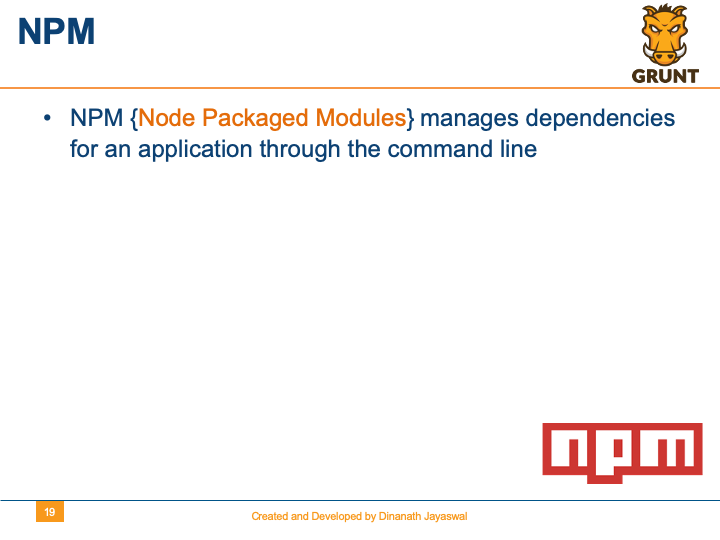 NPM
GRUNT
• NPM {Node Packaged Modules} manages dependencies
for an application through the command line
npm
19
Created and Developed by Dinanath Jayaswal